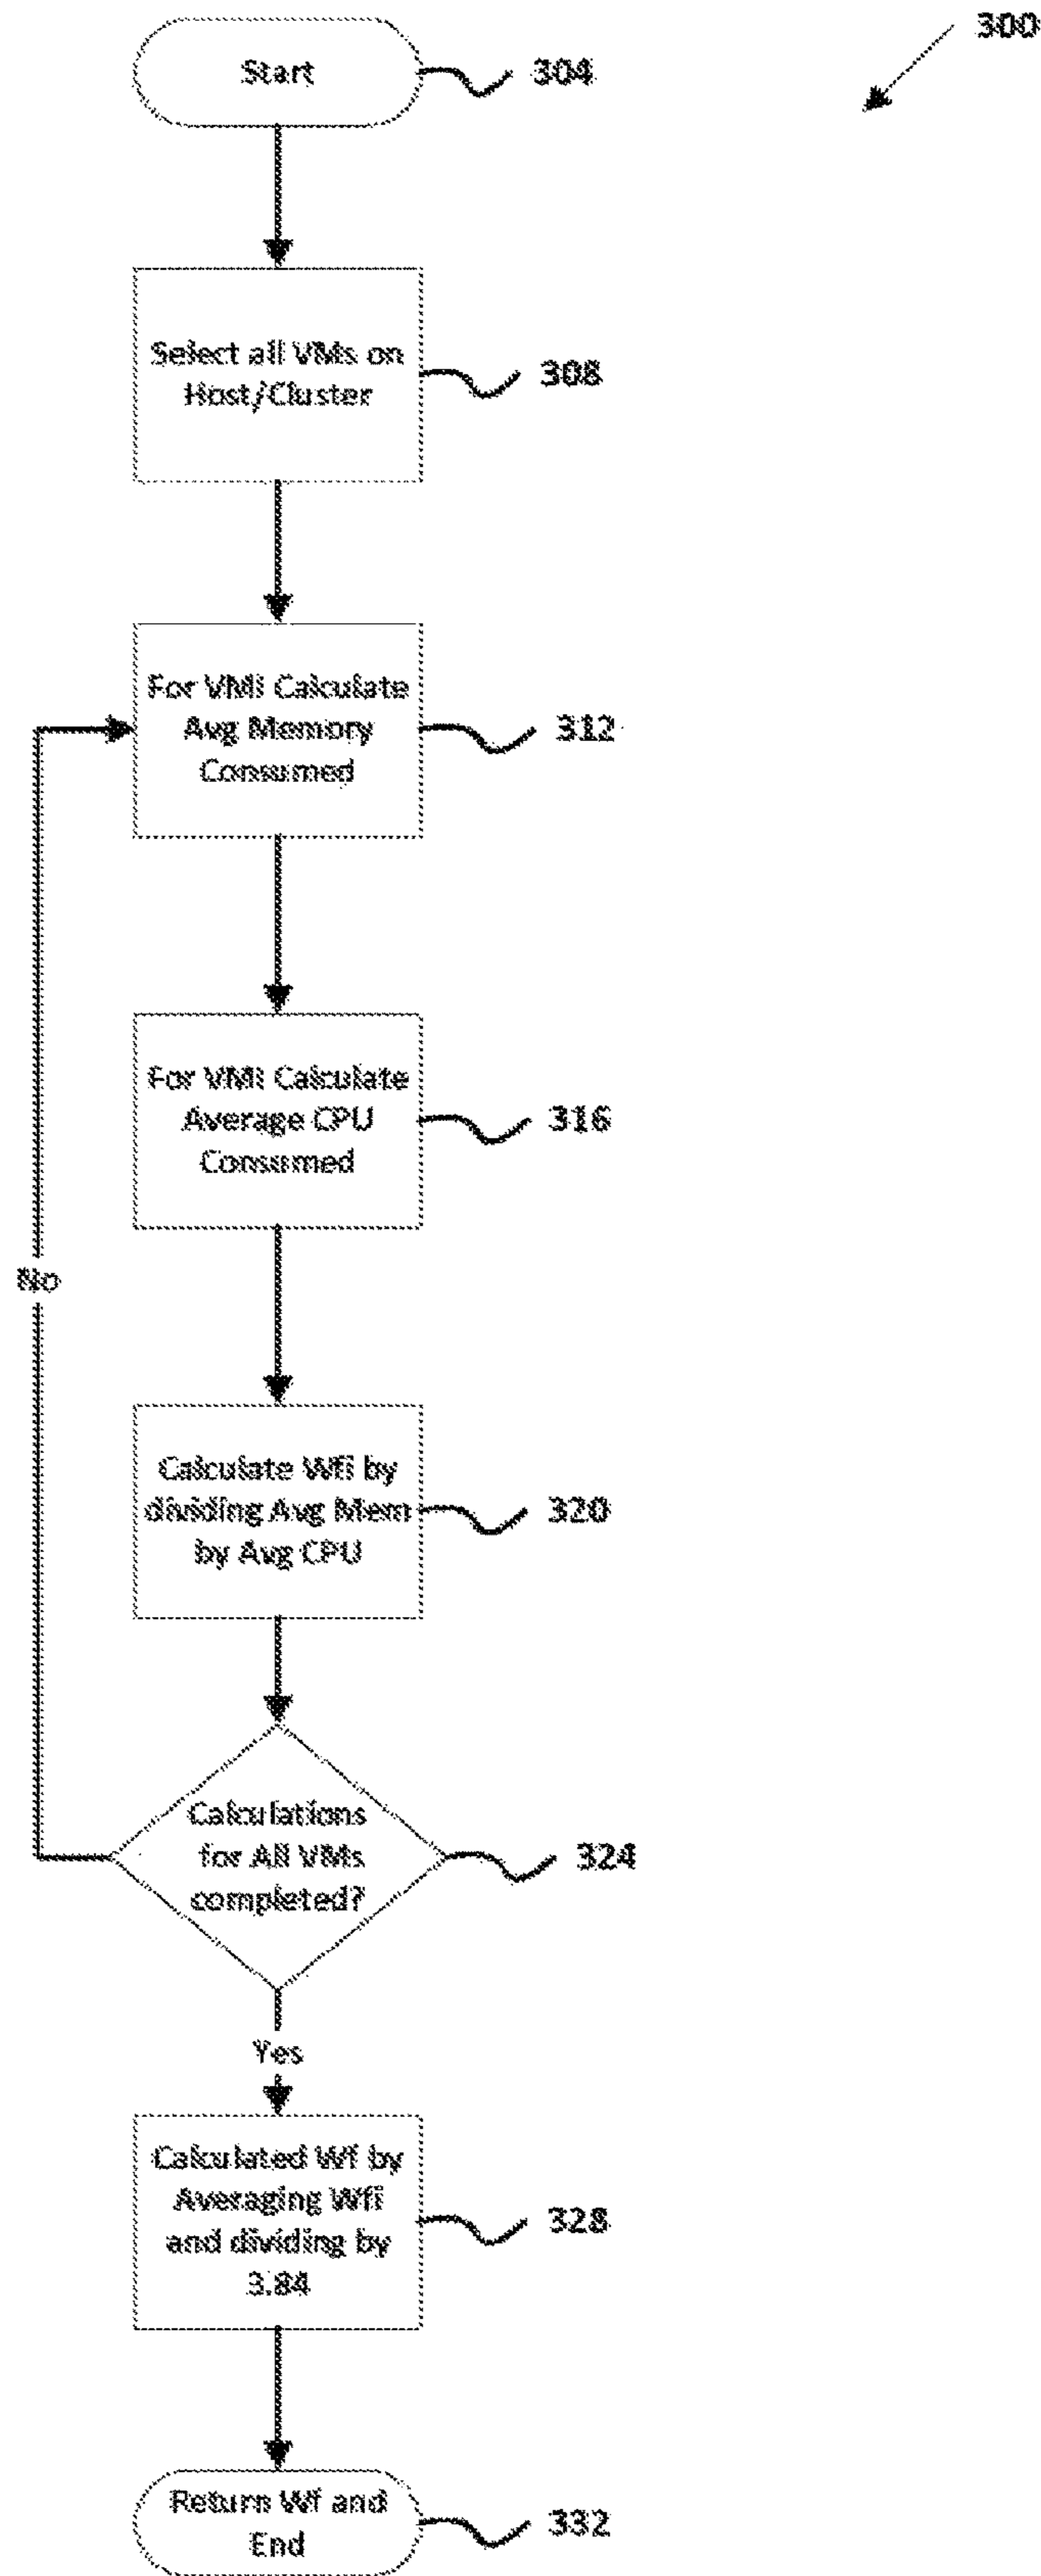 300
Start
304
Select all VMs on
Host/Cluster
308
For VMi Calculate
Avg Memory
Consumed
312
For VMi Calculate
Average CPU
Consumed
316
No
Calculate Wfi by
dividing Avg Mem
by Avg CPU
320
Calculations
for All VMs
completed?
324
Yes
Calculated Wf by
Averaging Wfi
and dividing by
3.84
328
Return Wf and
End
332